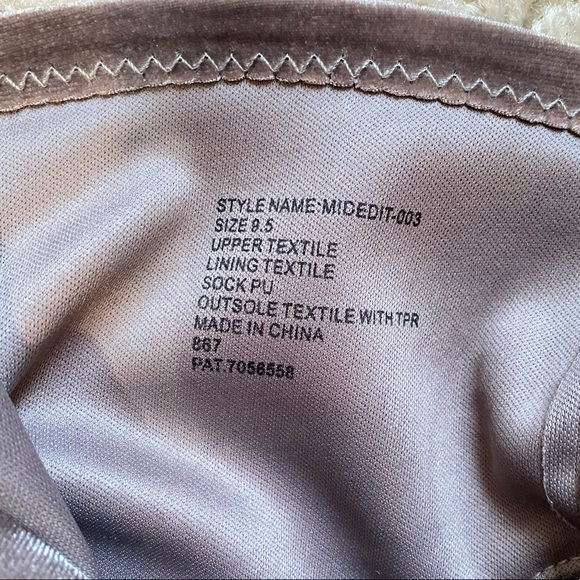 STYLE NAME:MIDEDIT-003
SIZE 9.5
UPPER TEXTILE
LINING TEXTILE
SOCK PU
OUTSOLE TEXTILE WITH TPR
MADE IN CHINA
867
PAT.7056558